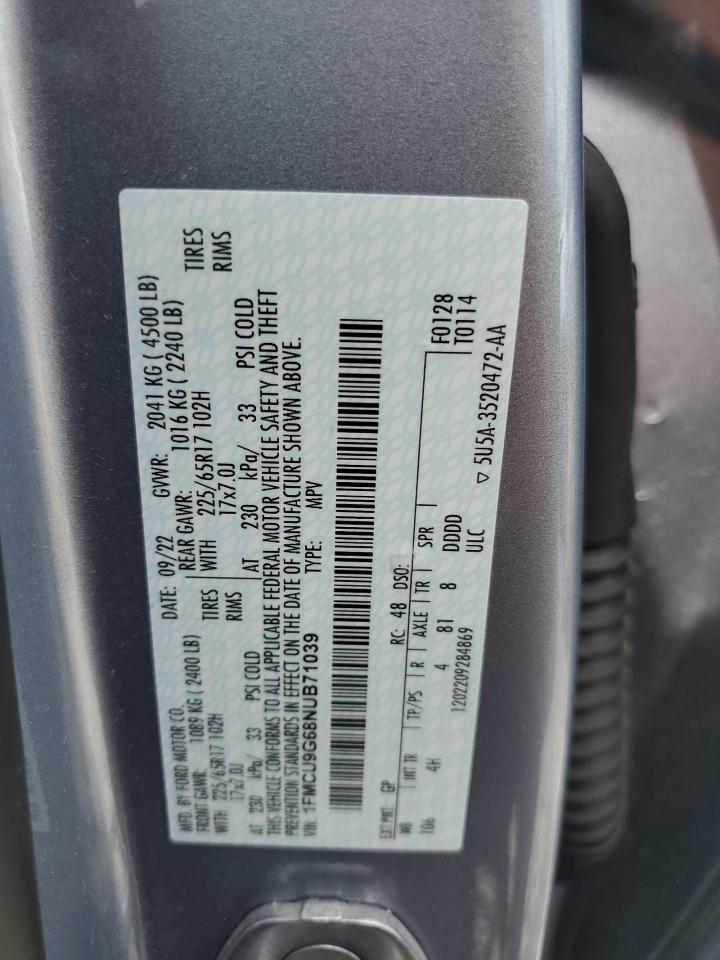 MFD. BY FORD MOTOR CO. DATE: 09/22 GVWR: 2041 KG ( 4500 LB)
FRONT GAWR: 1089 KG ( 2400 LB) REAR GAWR: 1016 KG ( 2240 LB)
WITH 225/65R17 102H TIRES WITH 225/65R17 102H TIRES
17x7.0J RIMS 17x7.0J RIMS
AT 230 kPa/ 33 PSI COLD AT 230 kPa/ 33 PSI COLD
THIS VEHICLE CONFORMS TO ALL APPLICABLE FEDERAL MOTOR VEHICLE SAFETY AND THEFT
PREVENTION STANDARDS IN EFFECT ON THE DATE OF MANUFACTURE SHOWN ABOVE.
VIN: 1FMCU9G68NUB71039 TYPE: MPV
EXT PNT: GP RC: 48 DSO: F0128
WB INT TR TP/PS R AXLE TR SPR T0114
106 4H 4 81 8 DDDD
1202209284869 ULC
▽ 5U5A-3520472-AA